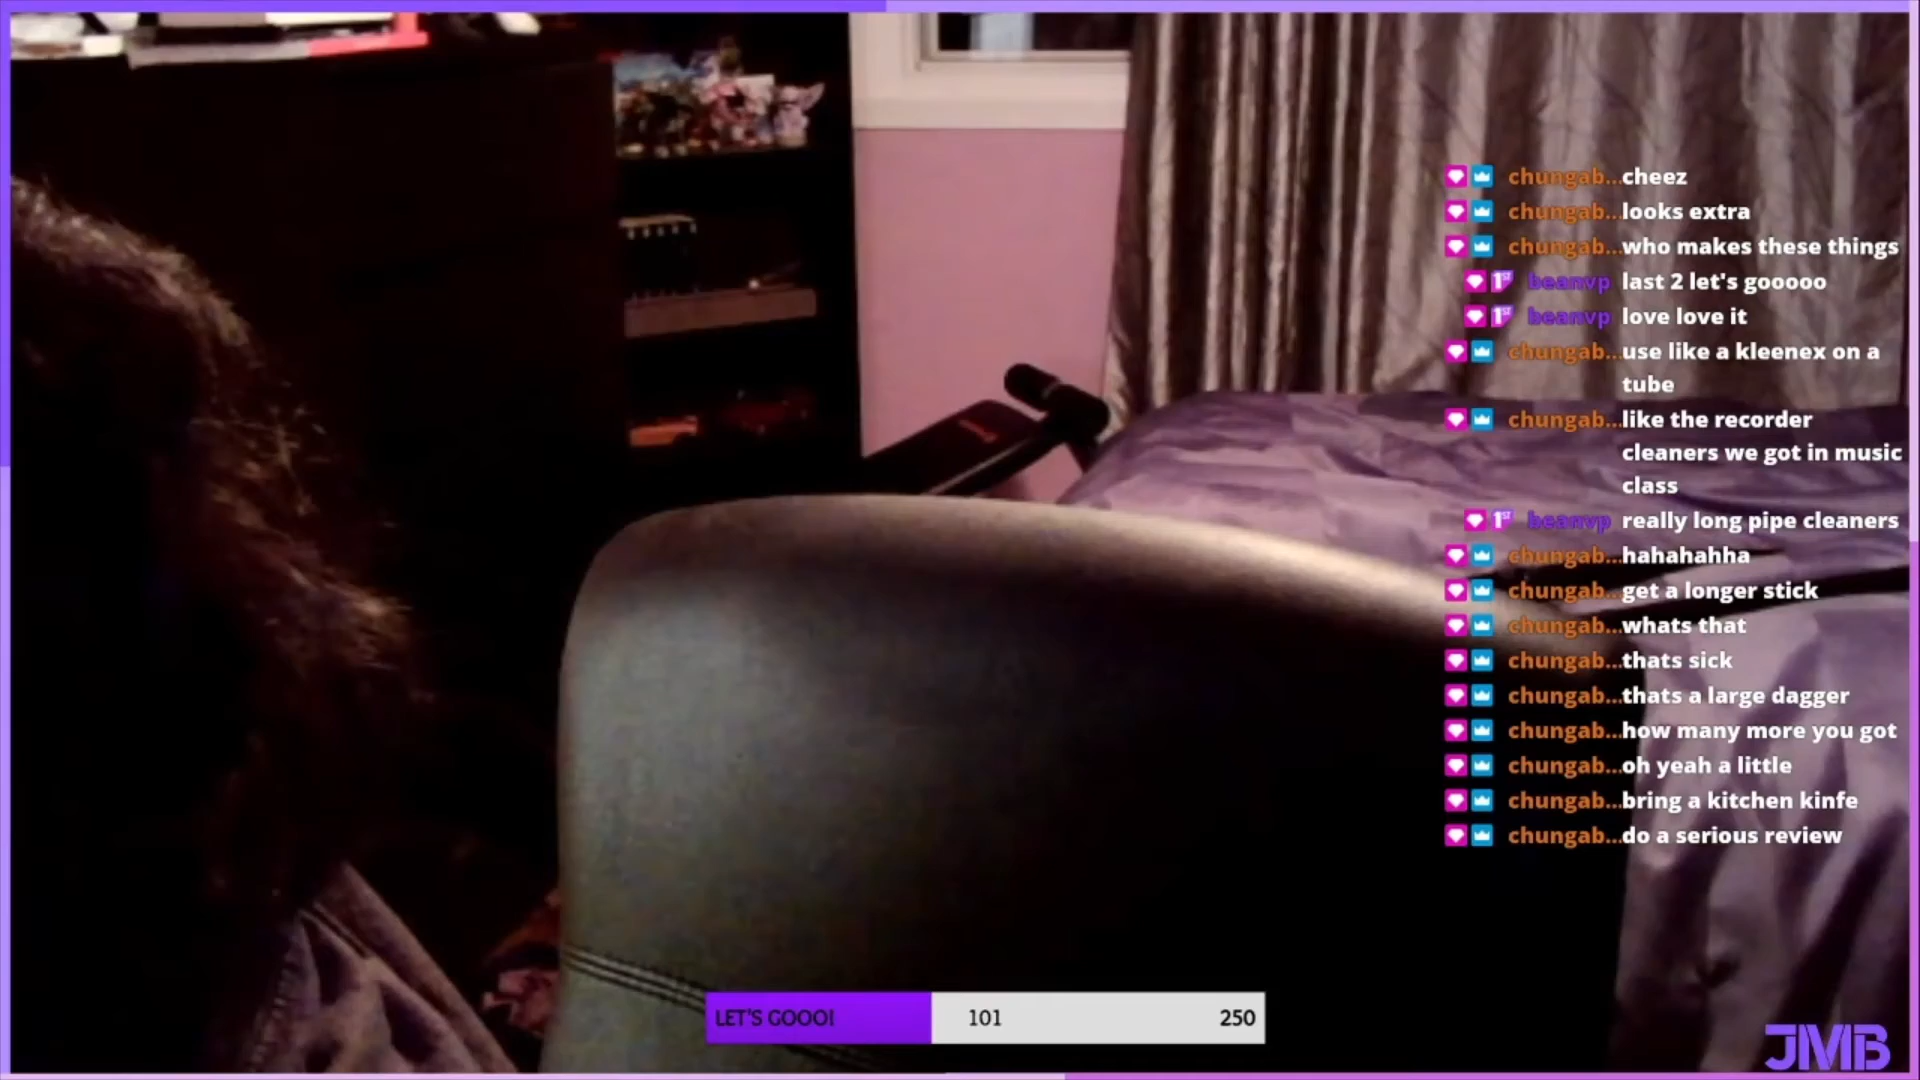 chungab...cheez
chungab...looks extra
chungab...who makes these things
beanvp last 2 let's gooooo
beanvp love love it
chungab...use like a kleenex on a
tube
chungab...like the recorder
cleaners we got in music
class
beanvp really long pipe cleaners
chungab...hahahahha
chungab...get a longer stick
chungab...whats that
chungab...thats sick
chungab...thats a large dagger
chungab...how many more you got
chungab...oh yeah a little
chungab...bring a kitchen kinfe
chungab...do a serious review
LET'S GOOO! 101 250
JMB